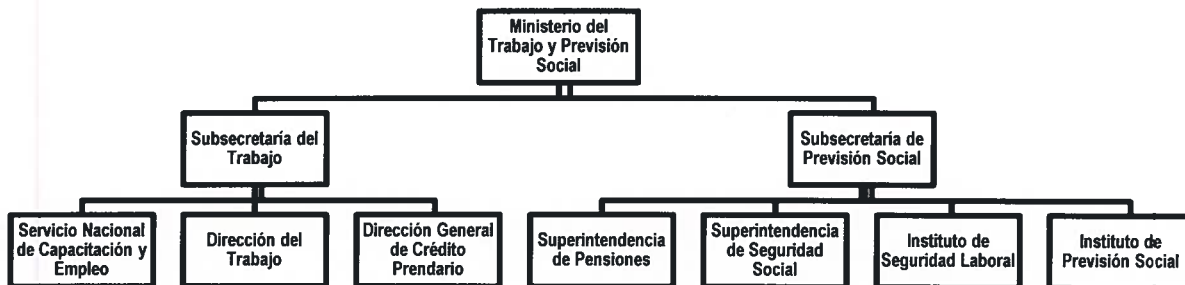 Ministerio del
Trabajo y Previsión
Social
Subsecretaría del
Trabajo
Subsecretaría de
Previsión Social
Servicio Nacional
de Capacitación y
Empleo
Dirección del
Trabajo
Dirección General
de Crédito
Prendario
Superintendencia
de Pensiones
Superintendencia
de Seguridad
Social
Instituto de
Seguridad Laboral
Instituto de
Previsión Social